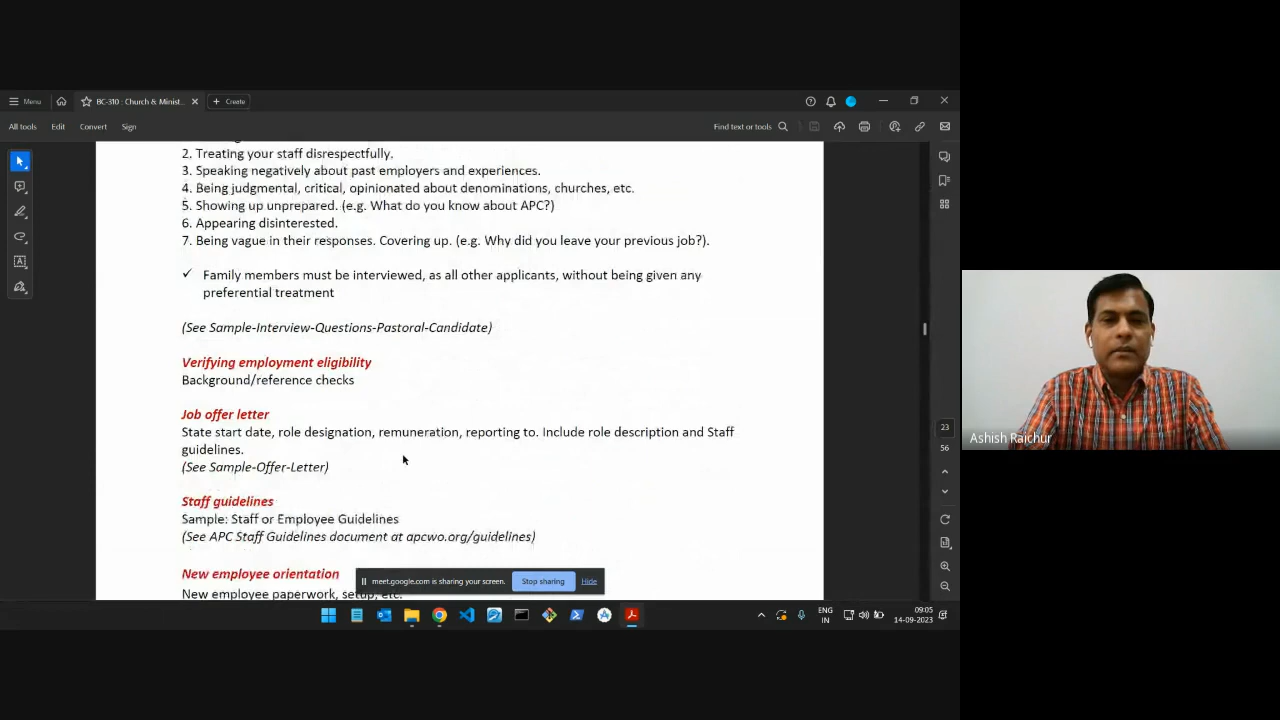 Menu
BC-310 : Church & Minist...
Create
All tools
Edit
Convert
Sign
Find text or tools
2. Treating your staff disrespectfully.
3. Speaking negatively about past employers and experiences.
4. Being judgmental, critical, opinionated about denominations, churches, etc.
5. Showing up unprepared. (e.g. What do you know about APC?)
6. Appearing disinterested.
7. Being vague in their responses. Covering up. (e.g. Why did you leave your previous job?).
✓ Family members must be interviewed, as all other applicants, without being given any
preferential treatment
(See Sample-Interview-Questions-Pastoral-Candidate)
Verifying employment eligibility
Background/reference checks
Job offer letter
State start date, role designation, remuneration, reporting to. Include role description and Staff
guidelines.
(See Sample-Offer-Letter)
Staff guidelines
Sample: Staff or Employee Guidelines
(See APC Staff Guidelines document at apcwo.org/guidelines)
New employee orientation
New employee paperwork, setup, etc.
23
56
meet.google.com is sharing your screen.
Stop sharing
Hide
ENG
IN
09:05
14-09-2023
Ashish Raichur